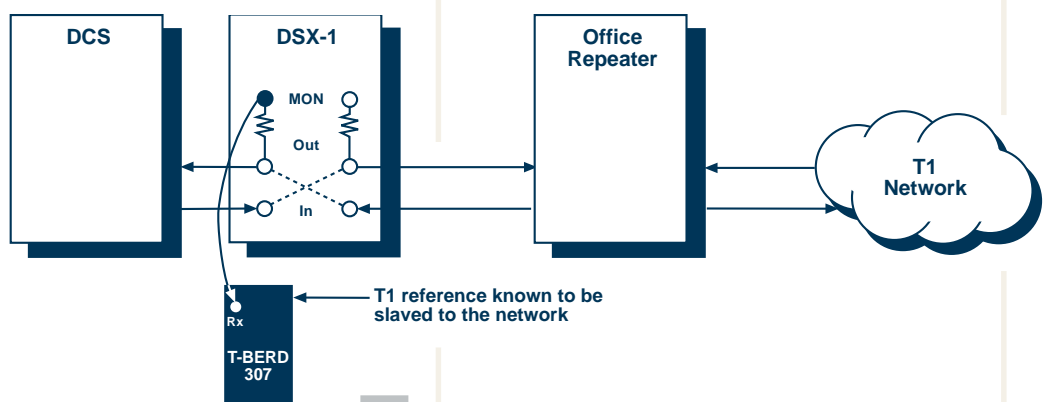 DCS
DSX-1
Office
Repeater
MON
Out
In
T1
Network
T1 reference known to be
slaved to the network
Rx
T-BERD
307